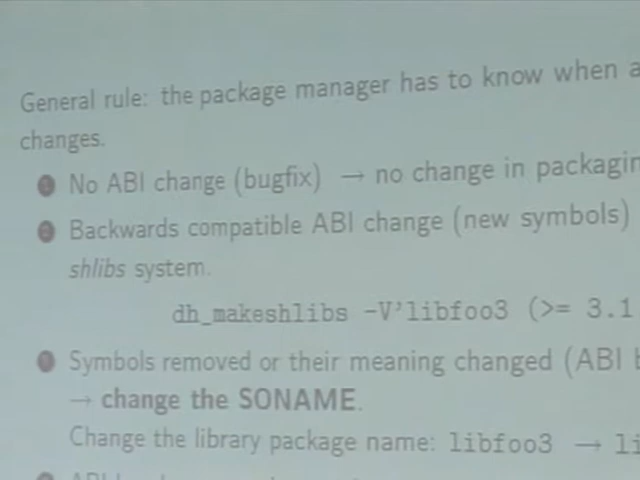 General rule: the package manager has to know when a
changes.
No ABI change (bugfix) → no change in packagin
Backwards compatible ABI change (new symbols)
shlibs system.
dh_makeshlibs -V'libfoo3 (>= 3.1
Symbols removed or their meaning changed (ABI b
→ change the SONAME.
Change the library package name: libfoo3 → li